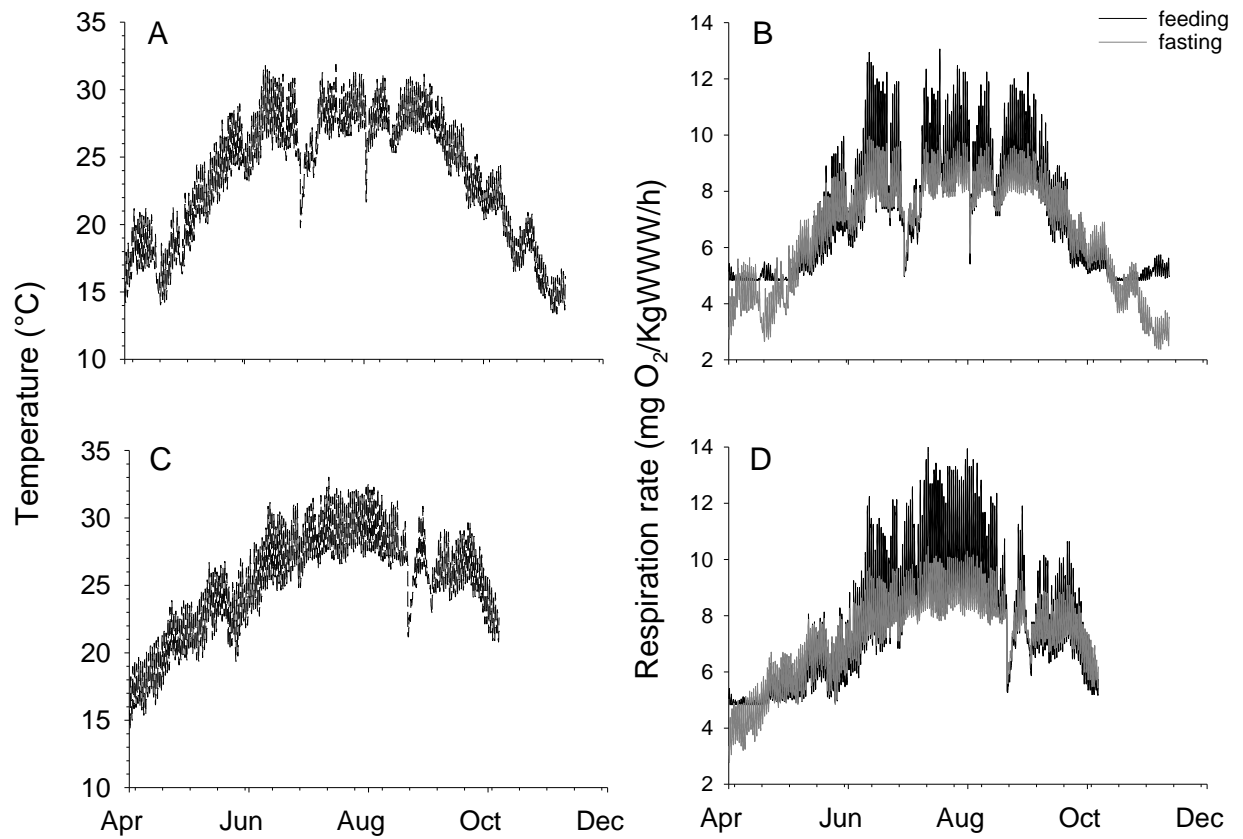 A
35
30
25
20
15
10
B
14
12
10
8
6
4
2
feeding
fasting
Temperature (°C)
Respiration rate (mg O₂/KgWWW/h)
C
35
30
25
20
15
10
Apr Jun Aug Oct Dec
D
14
12
10
8
6
4
2
Apr Jun Aug Oct Dec